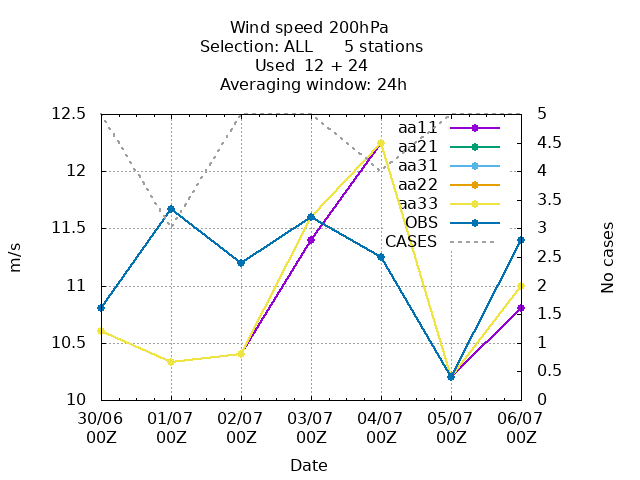 Wind speed 200hPa
Selection: ALL      5 stations
Used  12 + 24
Averaging window: 24h
12.5
12
11.5
11
10.5
10
m/s
5
4.5
4
3.5
3
2.5
2
1.5
1
0.5
0
No cases
aa11
aa21
aa31
aa22
aa33
OBS
CASES
30/06 01/07 02/07 03/07 04/07 05/07 06/07
00Z 00Z 00Z 00Z 00Z 00Z 00Z
Date